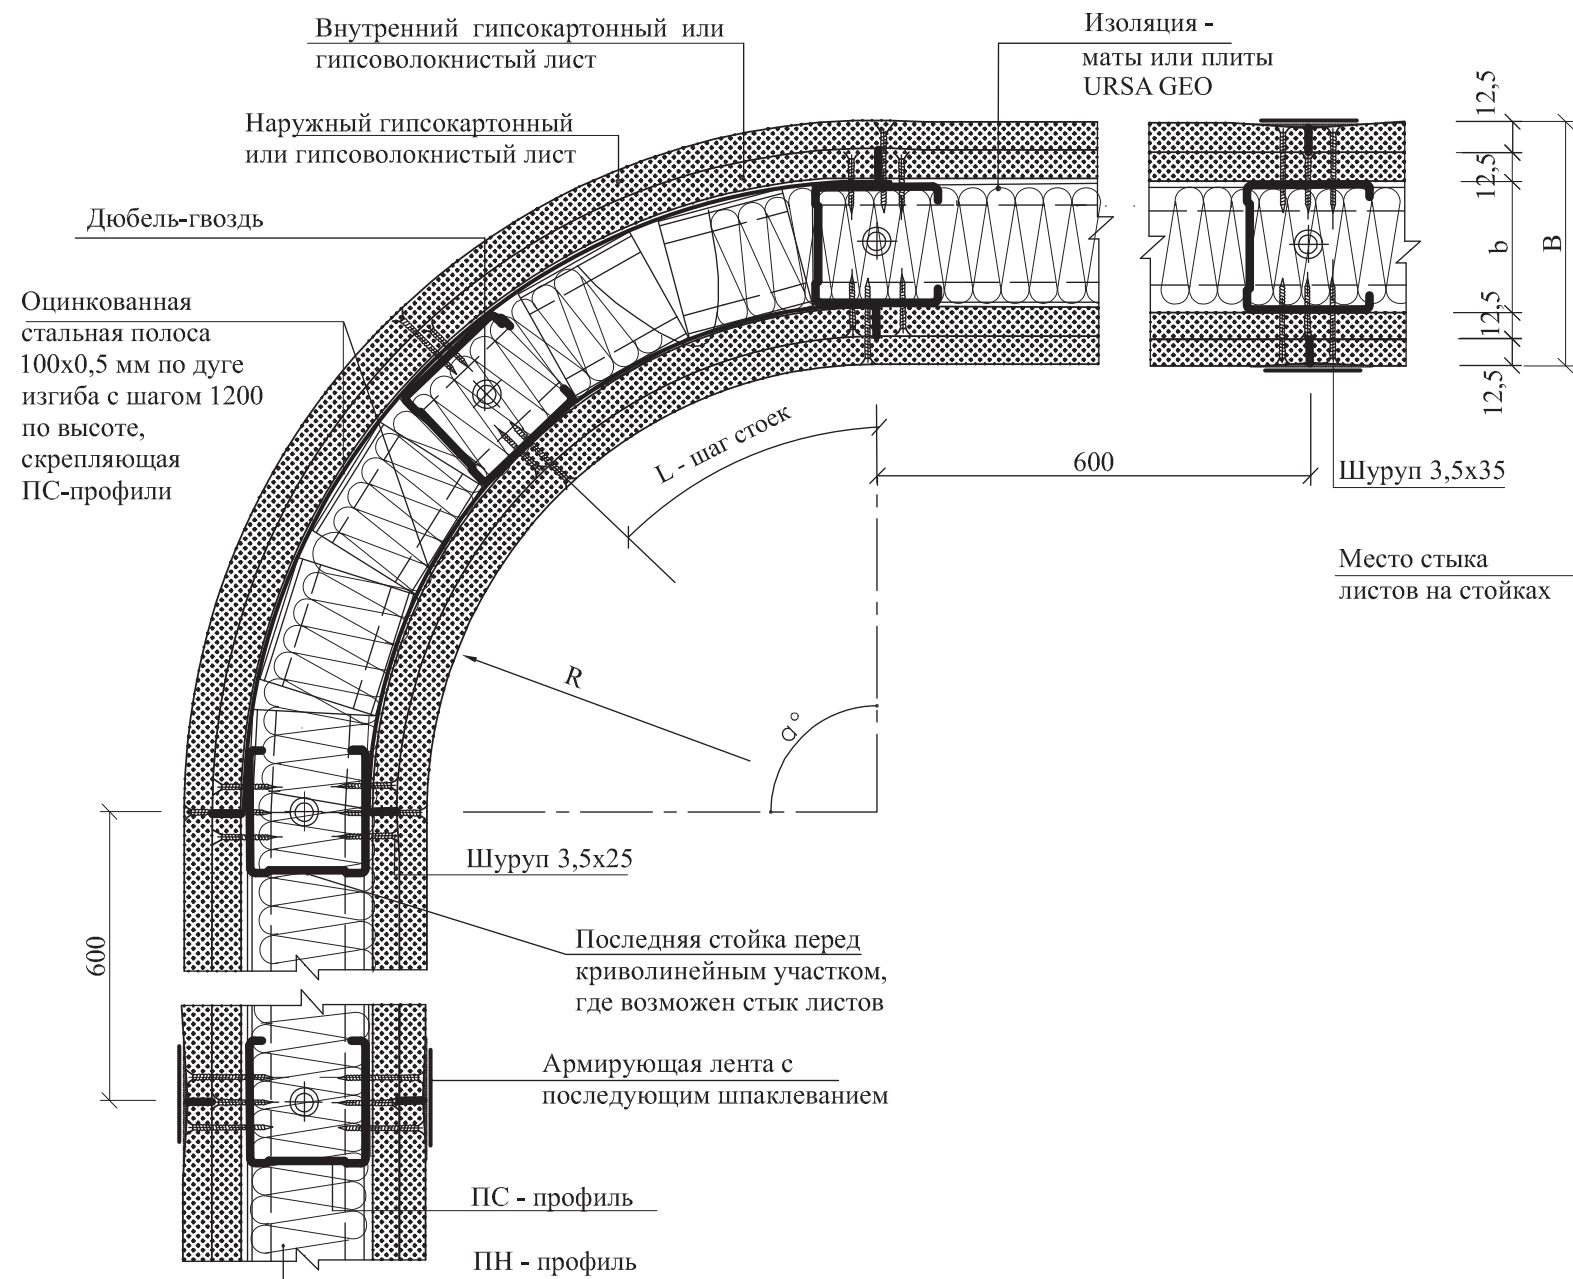 Внутренний гипсокартонный или
гипсоволокнистый лист
Изоляция -
маты или плиты
URSA GEO
Наружный гипсокартонный
или гипсоволокнистый лист
Дюбель-гвоздь
Оцинкованная
стальная полоса
100х0,5 мм по дуге
изгиба с шагом 1200
по высоте,
скрепляющая
ПС-профили
12,5
12,5
b
B
12,5
12,5
L - шаг стоек
600
Шуруп 3,5х35
Место стыка
листов на стойках
R
α°
Шуруп 3,5х25
600
Последняя стойка перед
криволинейным участком,
где возможен стык листов
Армирующая лента с
последующим шпаклеванием
ПС - профиль
ПН - профиль